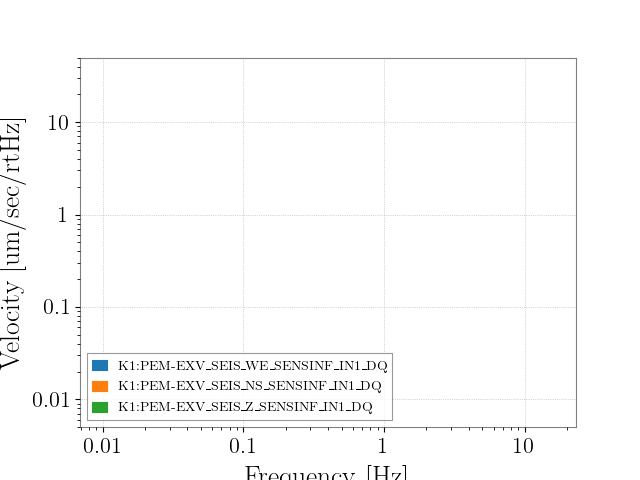 Velocity [um/sec/rtHz]
10
1
0.1
0.01
K1:PEM-EXV_SEIS_WE_SENSINF_IN1_DQ
K1:PEM-EXV_SEIS_NS_SENSINF_IN1_DQ
K1:PEM-EXV_SEIS_Z_SENSINF_IN1_DQ
0.01 0.1 1 10
Frequency [Hz]